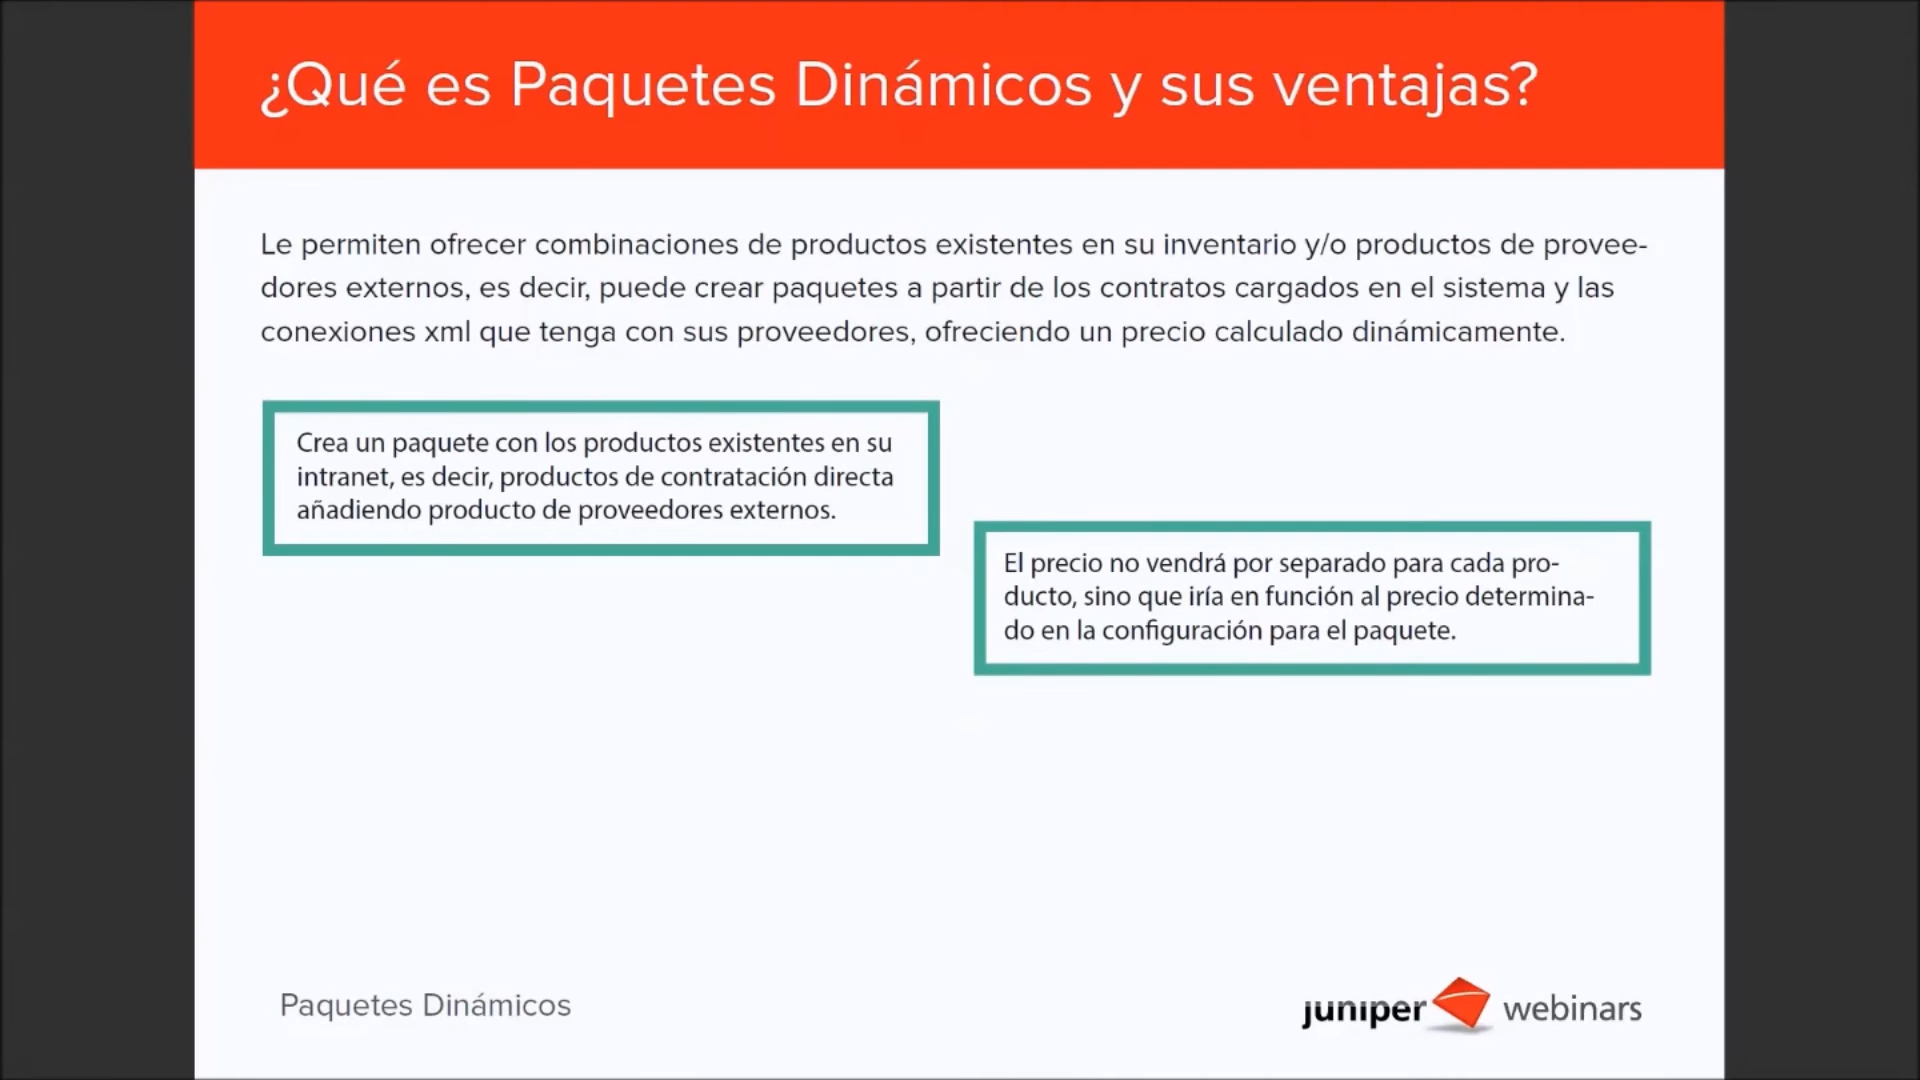 ¿Qué es Paquetes Dinámicos y sus ventajas?
Le permiten ofrecer combinaciones de productos existentes en su inventario y/o productos de provee-
dores externos, es decir, puede crear paquetes a partir de los contratos cargados en el sistema y las
conexiones xml que tenga con sus proveedores, ofreciendo un precio calculado dinámicamente.
Crea un paquete con los productos existentes en su
intranet, es decir, productos de contratación directa
añadiendo producto de proveedores externos.
El precio no vendrá por separado para cada pro-
ducto, sino que iría en función al precio determina-
do en la configuración para el paquete.
Paquetes Dinámicos
juniper webinars